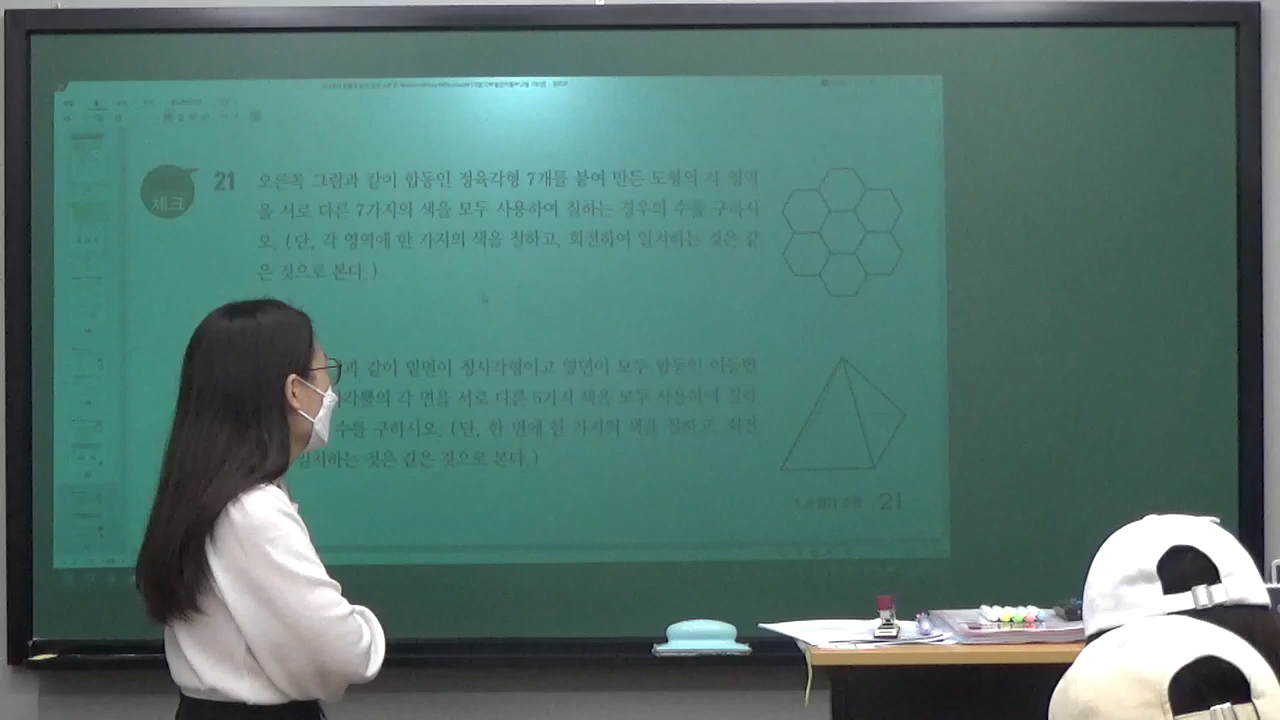 체크
21 오른쪽 그림과 같이 합동인 정육각형 7개를 붙여 만든 도형의 각 영역
을 서로 다른 7가지의 색을 모두 사용하여 칠하는 경우의 수를 구하시
오. (단, 각 영역에 한 가지의 색을 칠하고, 회전하여 일치하는 것은 같
은 것으로 본다.)
과 같이 밑면이 정사각형이고 옆면이 모두 합동인 이등변
사각뿔의 각 면을 서로 다른 5가지 색을 모두 사용하여 칠하
수를 구하시오. (단, 한 면에 한 가지의 색을 칠하고, 회전
일치하는 것은 같은 것으로 본다.)
21